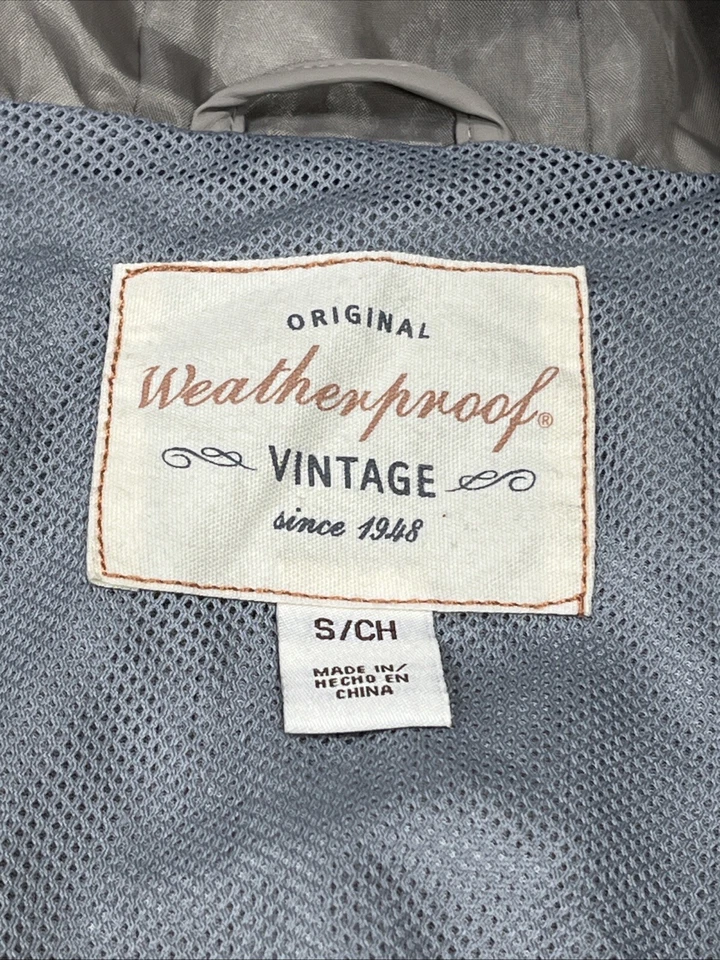 ORIGINAL
Weatherproof®
VINTAGE
since 1948
S/CH
MADE IN/
HECHO EN
CHINA